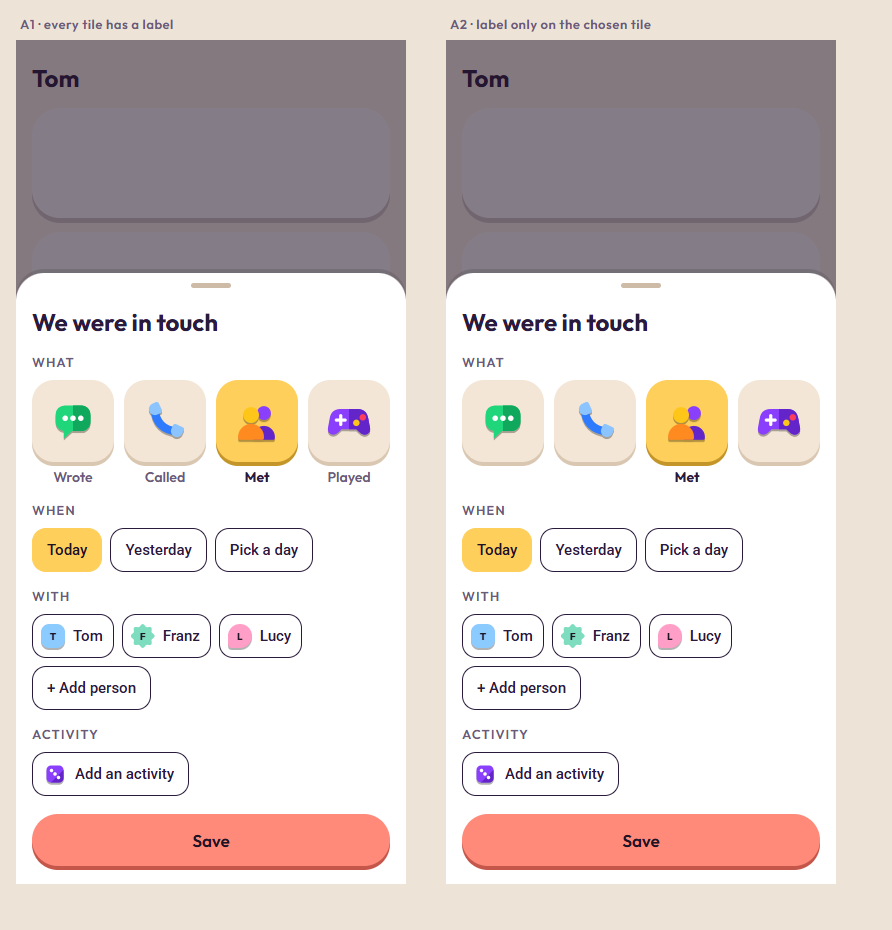 A1 · every tile has a label
Tom
We were in touch
WHAT
Wrote Called Met Played
WHEN
Today Yesterday Pick a day
WITH
T Tom F Franz L Lucy
+ Add person
ACTIVITY
Add an activity
Save
A2 · label only on the chosen tile
Tom
We were in touch
WHAT
Met
WHEN
Today Yesterday Pick a day
WITH
T Tom F Franz L Lucy
+ Add person
ACTIVITY
Add an activity
Save